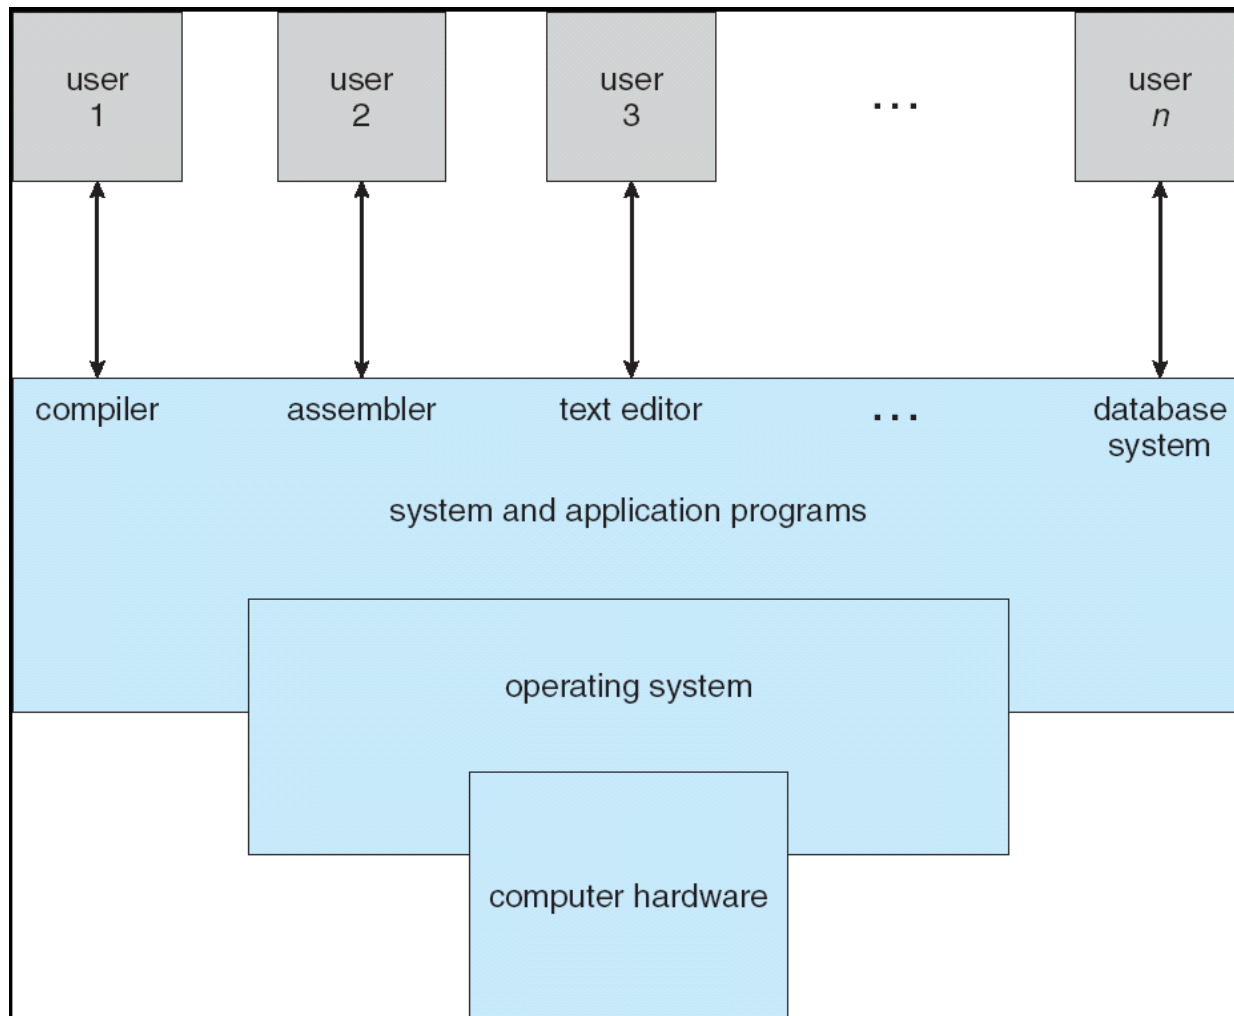 user
1
user
2
user
3
...
user
n
compiler
assembler
text editor
...
database
system
system and application programs
operating system
computer hardware